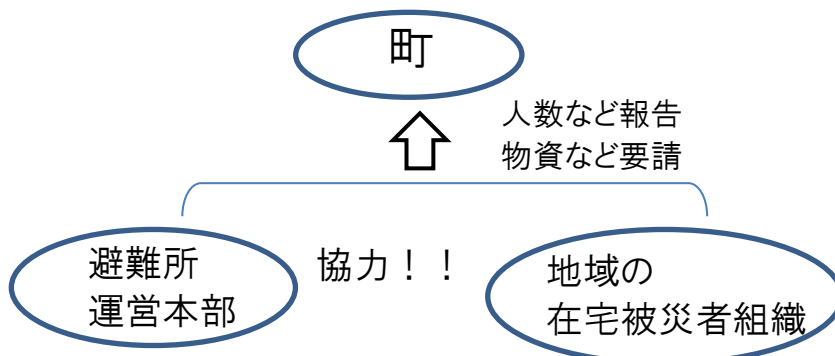 町
人数など報告
物資など要請
避難所
運営本部
協力！！
地域の
在宅被災者組織